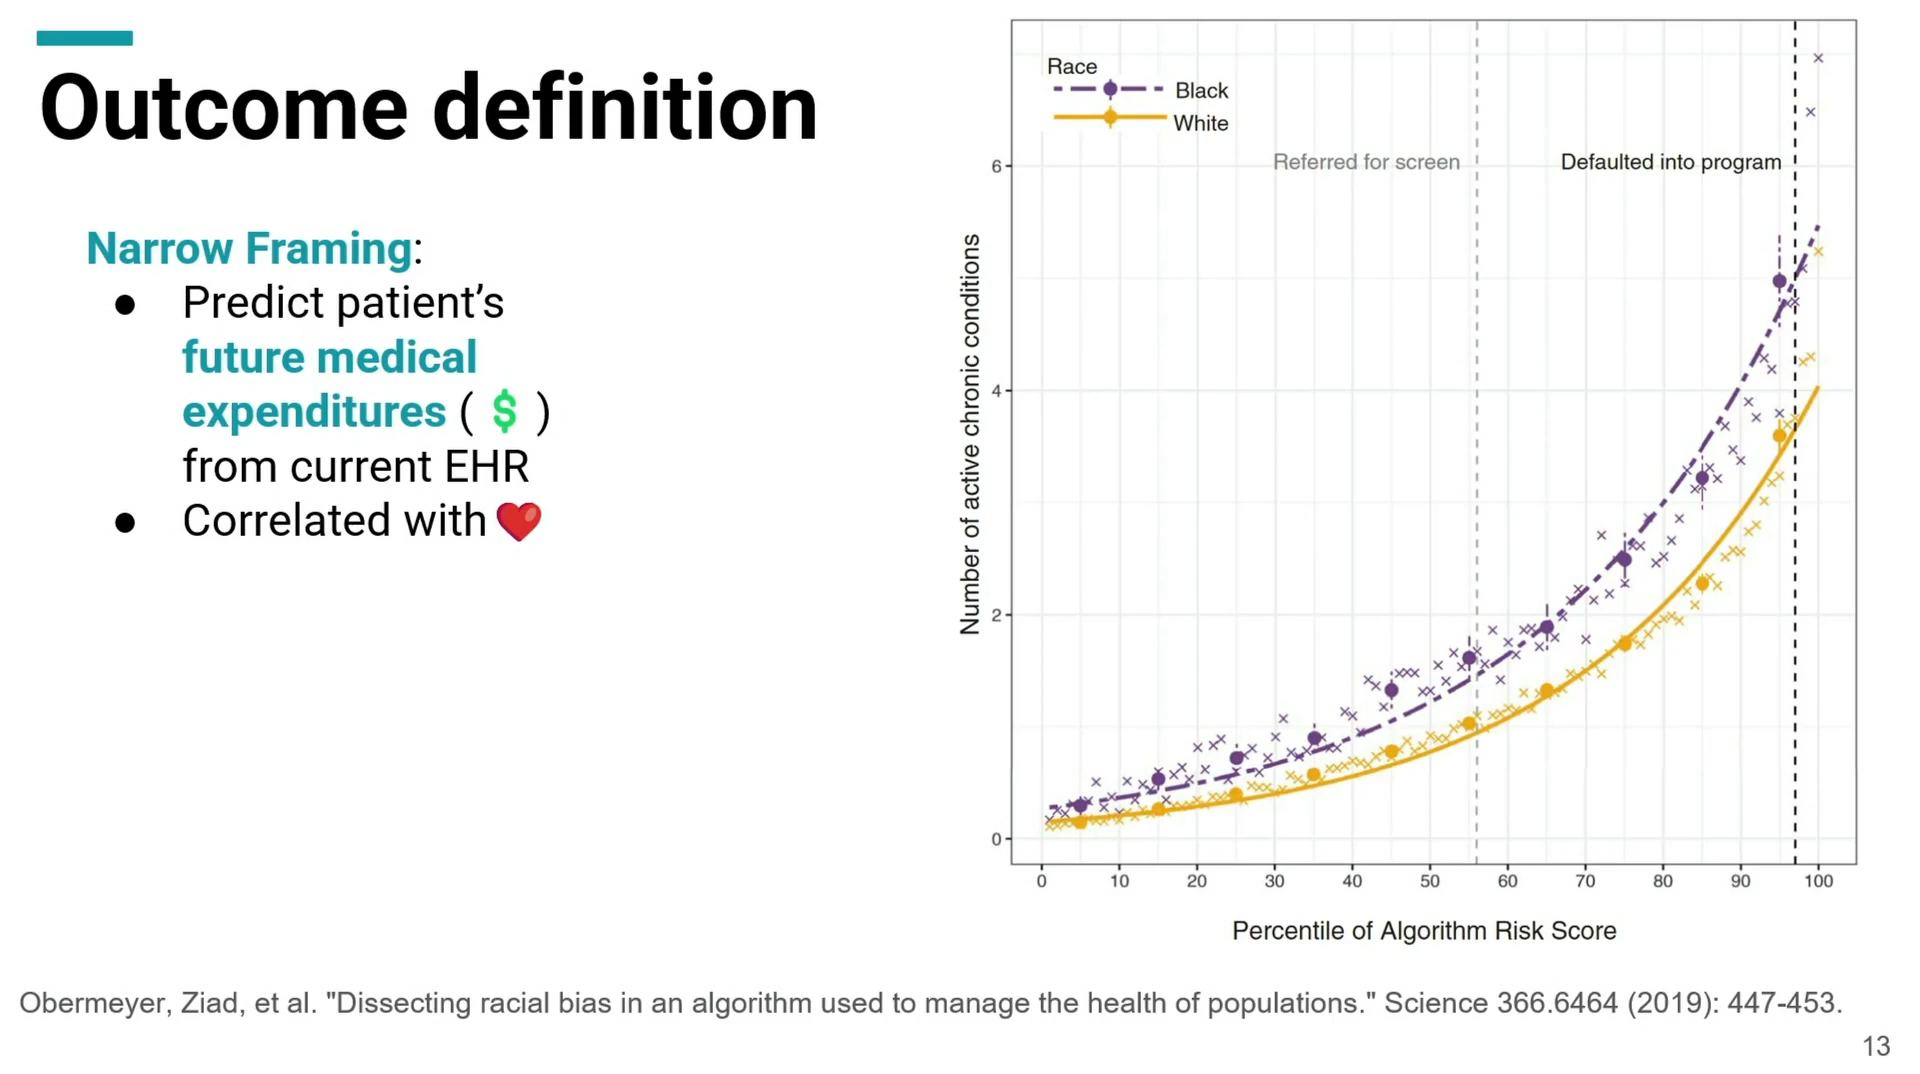 Outcome definition
Narrow Framing:
● Predict patient’s
future medical
expenditures ( $ )
from current EHR
● Correlated with ❤️
Race
Black
White
Referred for screen
Defaulted into program
Number of active chronic conditions
6
4
2
0
0 10 20 30 40 50 60 70 80 90 100
Percentile of Algorithm Risk Score
Obermeyer, Ziad, et al. "Dissecting racial bias in an algorithm used to manage the health of populations." Science 366.6464 (2019): 447-453.
13